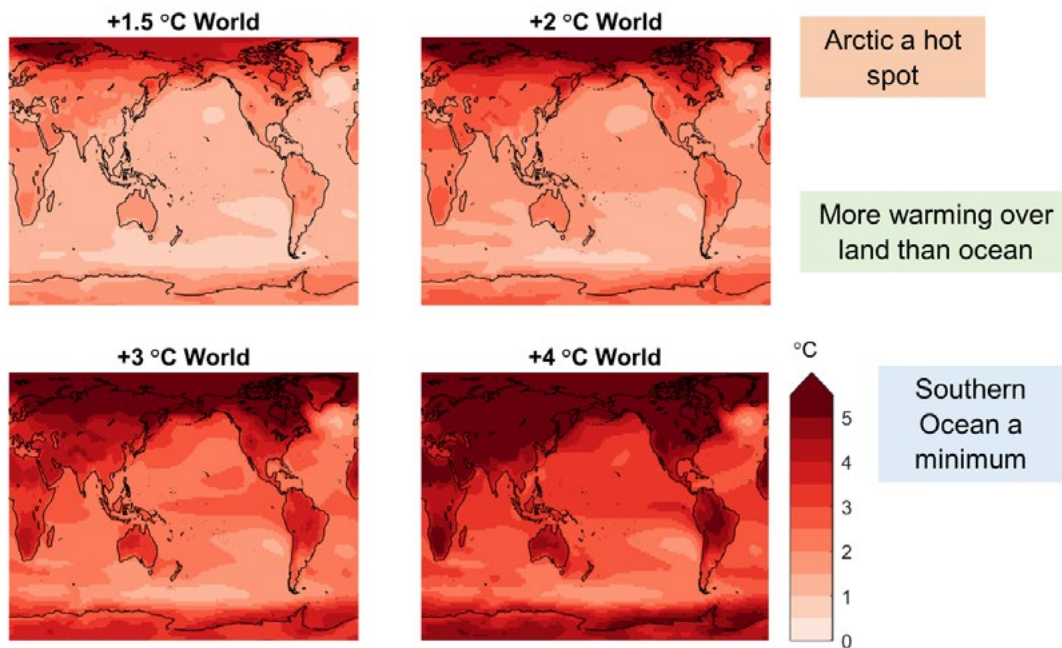 +1.5 °C World
+2 °C World
Arctic a hot
spot
More warming over
land than ocean
+3 °C World
+4 °C World
°C
5
4
3
2
1
0
Southern
Ocean a
minimum